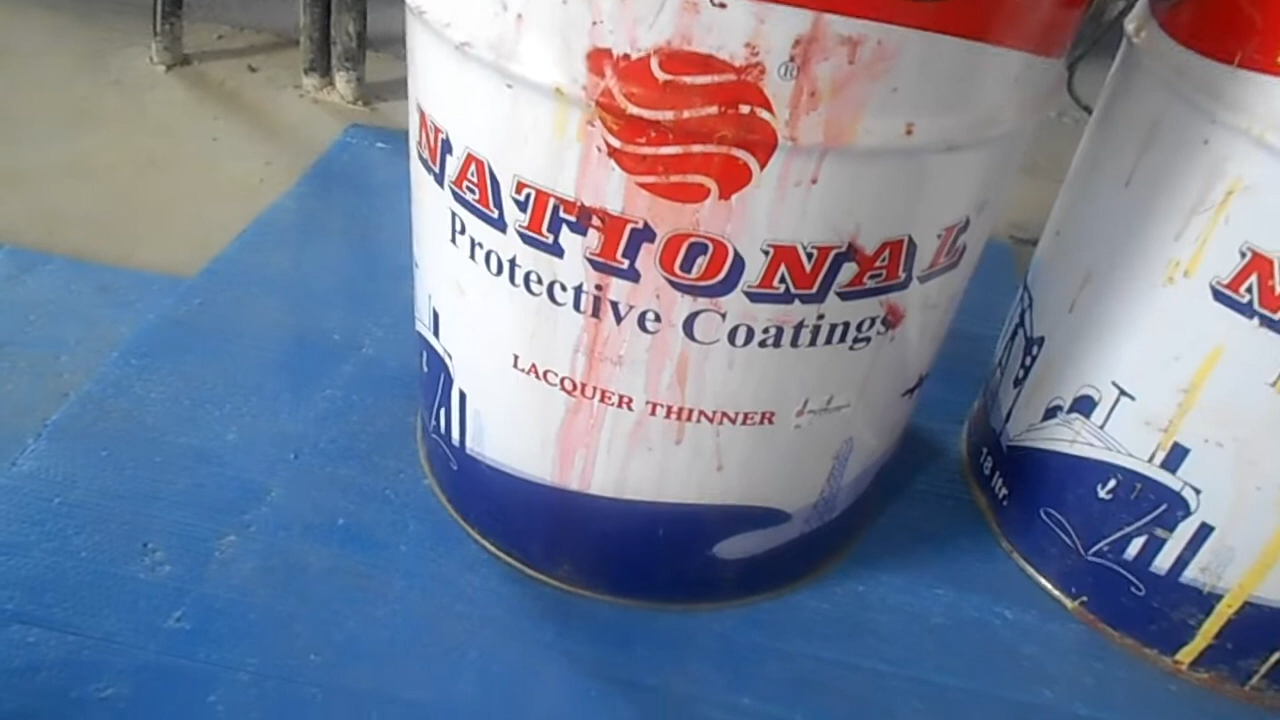 ®
NATIONAL
Protective Coatings
LACQUER THINNER
N
18 ltr.